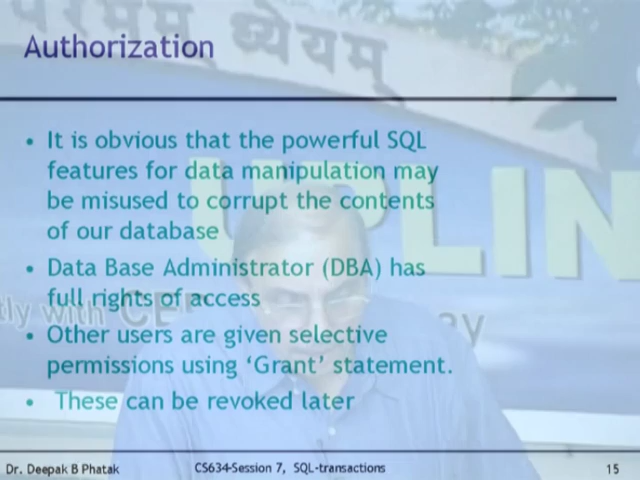 परमम् ध्येयम्
Authorization
• It is obvious that the powerful SQL
features for data manipulation may
be misused to corrupt the contents
of our database
• Data Base Administrator (DBA) has
full rights of access
• Other users are given selective
permissions using ‘Grant’ statement.
• These can be revoked later
UPLIN
with
Dr. Deepak B Phatak
CS634-Session 7, SQL-transactions
15